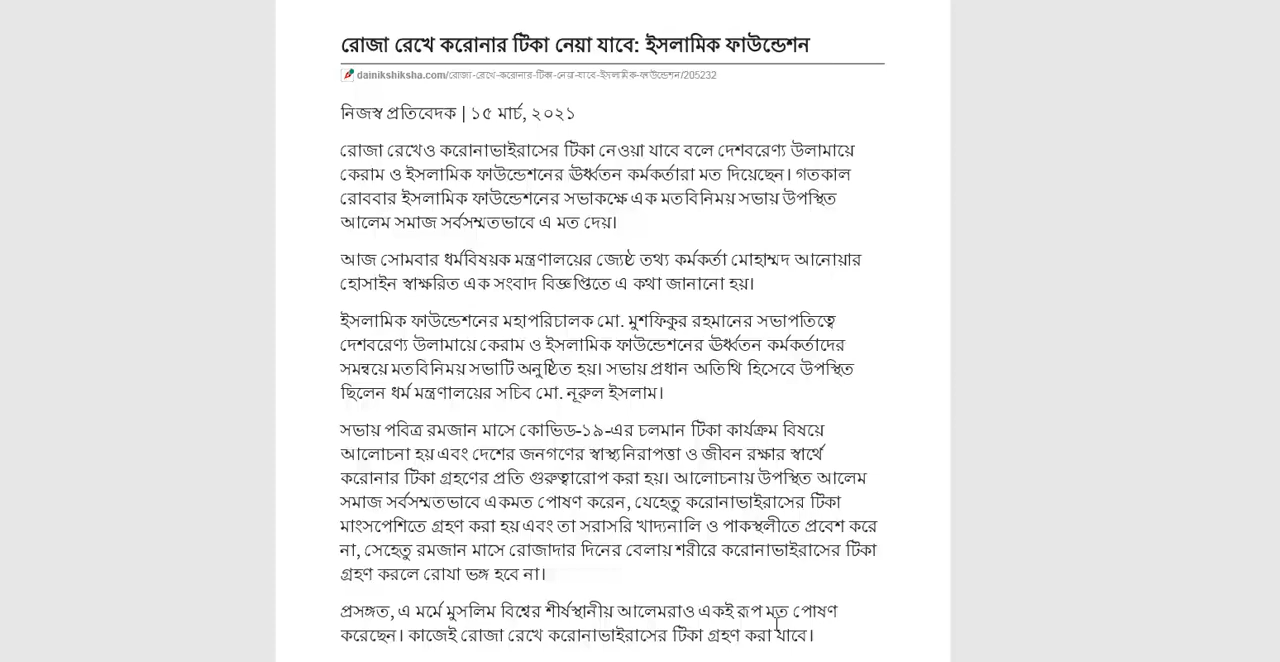 রোজা রেখে করোনার টিকা নেয়া যাবে: ইসলামিক ফাউন্ডেশন
dainikshiksha.com/রোজা-রেখে-করোনার-টিকা-নেয়া-যাবে-ইসলামিক-ফাউন্ডেশন/205232
নিজস্ব প্রতিবেদক | ১৫ মার্চ, ২০২১
রোজা রেখেও করোনাভাইরাসের টিকা নেওয়া যাবে বলে দেশবরেণ্য উলামায়ে
কেরাম ও ইসলামিক ফাউন্ডেশনের ঊর্ধ্বতন কর্মকর্তারা মত দিয়েছেন। গতকাল
রোববার ইসলামিক ফাউন্ডেশনের সভাকক্ষে এক মতবিনিময় সভায় উপস্থিত
আলেম সমাজ সর্বসম্মতভাবে এ মত দেয়।
আজ সোমবার ধর্মবিষয়ক মন্ত্রণালয়ের জ্যেষ্ঠ তথ্য কর্মকর্তা মোহাম্মদ আনোয়ার
হোসাইন স্বাক্ষরিত এক সংবাদ বিজ্ঞপ্তিতে এ কথা জানানো হয়।
ইসলামিক ফাউন্ডেশনের মহাপরিচালক মো. মুশফিকুর রহমানের সভাপতিত্বে
দেশবরেণ্য উলামায়ে কেরাম ও ইসলামিক ফাউন্ডেশনের ঊর্ধ্বতন কর্মকর্তাদের
সমন্বয়ে মতবিনিময় সভাটি অনুষ্ঠিত হয়। সভায় প্রধান অতিথি হিসেবে উপস্থিত
ছিলেন ধর্ম মন্ত্রণালয়ের সচিব মো. নূরুল ইসলাম।
সভায় পবিত্র রমজান মাসে কোভিড-১৯-এর চলমান টিকা কার্যক্রম বিষয়ে
আলোচনা হয় এবং দেশের জনগণের স্বাস্থ্যনিরাপত্তা ও জীবন রক্ষার স্বার্থে
করোনার টিকা গ্রহণের প্রতি গুরুত্বারোপ করা হয়। আলোচনায় উপস্থিত আলেম
সমাজ সর্বসম্মতভাবে একমত পোষণ করেন, যেহেতু করোনাভাইরাসের টিকা
মাংসপেশিতে গ্রহণ করা হয় এবং তা সরাসরি খাদ্যনালি ও পাকস্থলীতে প্রবেশ করে
না, সেহেতু রমজান মাসে রোজাদার দিনের বেলায় শরীরে করোনাভাইরাসের টিকা
গ্রহণ করলে রোযা ভঙ্গ হবে না।
প্রসঙ্গত, এ মর্মে মুসলিম বিশ্বের শীর্ষস্থানীয় আলেমরাও একই রূপ মত পোষণ
করেছেন। কাজেই রোজা রেখে করোনাভাইরাসের টিকা গ্রহণ করা যাবে।